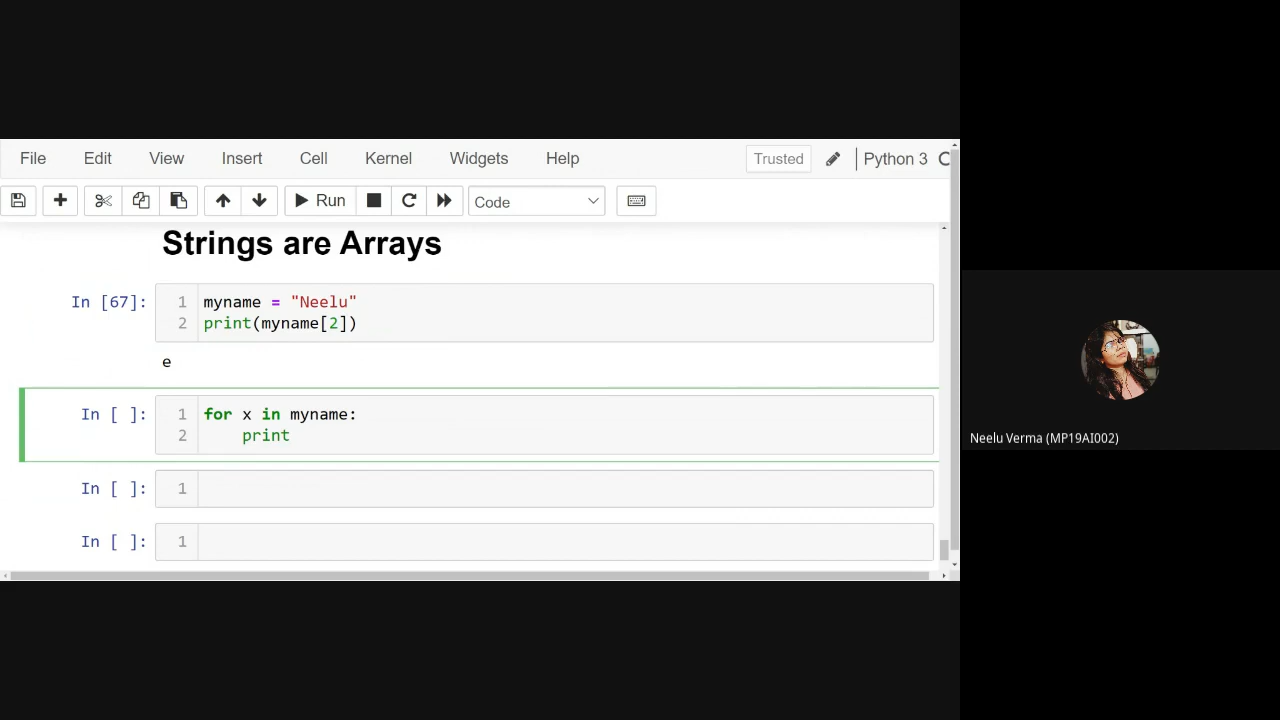 File Edit View Insert Cell Kernel Widgets Help Trusted Python 3
Run Code
Strings are Arrays
In [67]: 1 myname = "Neelu"
2 print(myname[2])
e
In [ ]: 1 for x in myname:
2 print
In [ ]: 1
In [ ]: 1
Neelu Verma (MP19AI002)